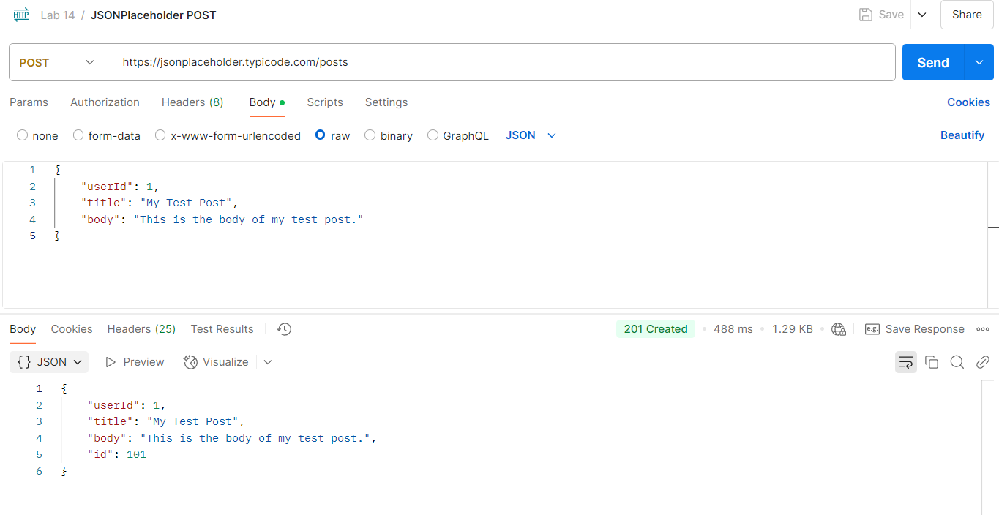 HTTP Lab 14 / JSONPlaceholder POST Save Share
POST https://jsonplaceholder.typicode.com/posts Send
Params Authorization Headers (8) Body Scripts Settings Cookies
none form-data x-www-form-urlencoded raw binary GraphQL JSON Beautify
1 {
2 "userId": 1,
3 "title": "My Test Post",
4 "body": "This is the body of my test post."
5 }
Body Cookies Headers (25) Test Results 201 Created • 488 ms • 1.29 KB • e.g. Save Response
{} JSON Preview Visualize
1 {
2 "userId": 1,
3 "title": "My Test Post",
4 "body": "This is the body of my test post.",
5 "id": 101
6 }